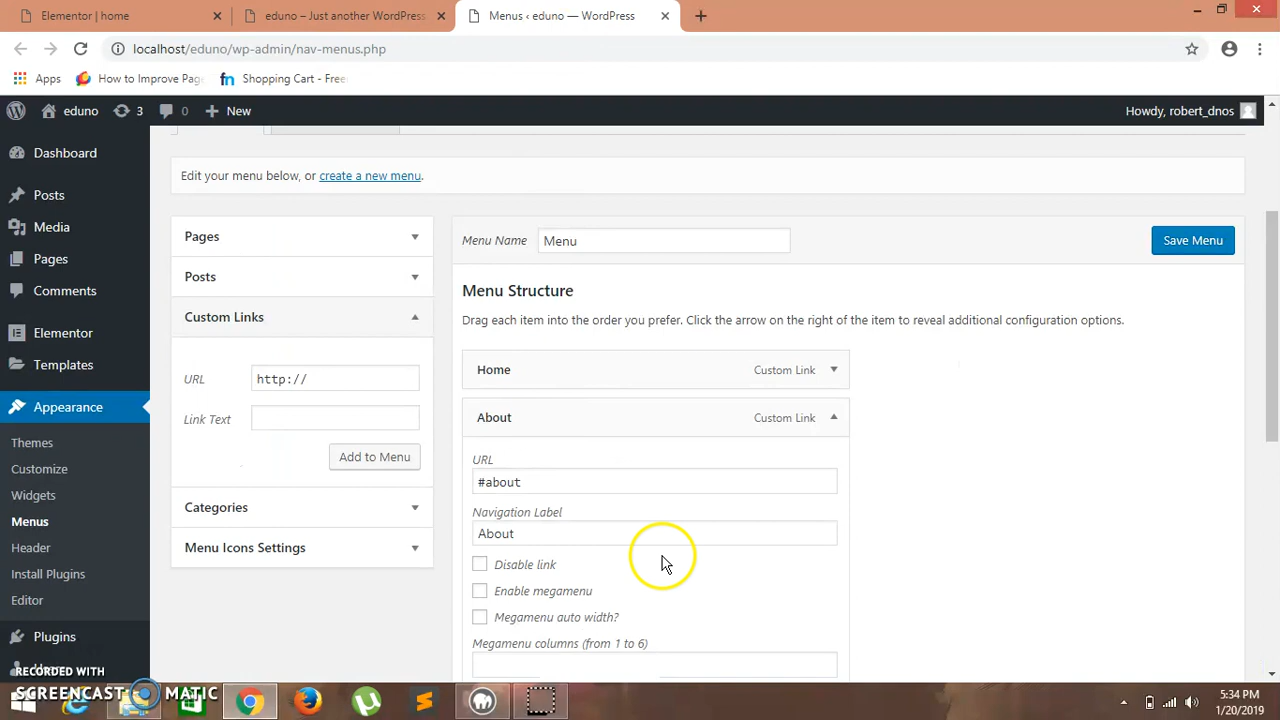 Elementor | home
eduno – Just another WordPress
Menus ‹ eduno — WordPress
localhost/eduno/wp-admin/nav-menus.php
Apps
How to Improve Pag
Shopping Cart - Free
eduno
3
0
New
Howdy, robert_dnos
Dashboard
Posts
Media
Pages
Comments
Elementor
Templates
Appearance
Themes
Customize
Widgets
Menus
Header
Install Plugins
Editor
Plugins
Edit your menu below, or create a new menu.
Pages
Posts
Custom Links
URL
http://
Link Text
Add to Menu
Categories
Menu Icons Settings
Menu Name
Menu
Save Menu
Menu Structure
Drag each item into the order you prefer. Click the arrow on the right of the item to reveal additional configuration options.
Home
Custom Link
About
Custom Link
URL
#about
Navigation Label
About
Disable link
Enable megamenu
Megamenu auto width?
Megamenu columns (from 1 to 6)
RECORDED WITH
SCREENCAST MATIC
5:34 PM
1/20/2019